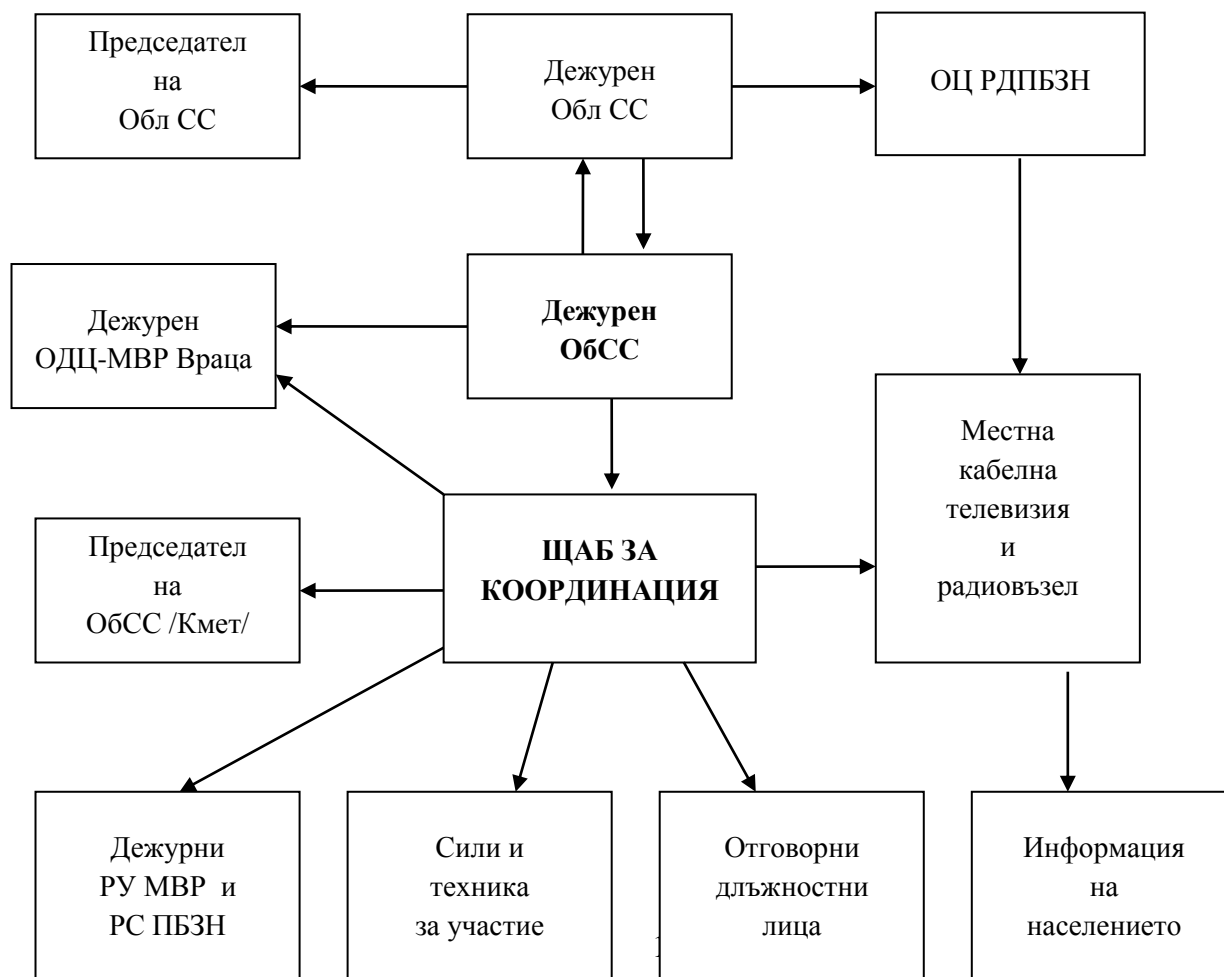 Председател
на
Обл СС
Дежурен
Обл СС
ОЦ РДПБЗН
Дежурен
ОДЦ-МВР Враца
Дежурен
ОбСС
Местна
кабелна
телевизия
и
радиовъзел
Председател
на
ОбСС /Кмет/
ЩАБ ЗА
КООРДИНАЦИЯ
Дежурни
РУ МВР и
РС ПБЗН
Сили и
техника
за участие
Отговорни
длъжностни
лица
Информация
на
населението